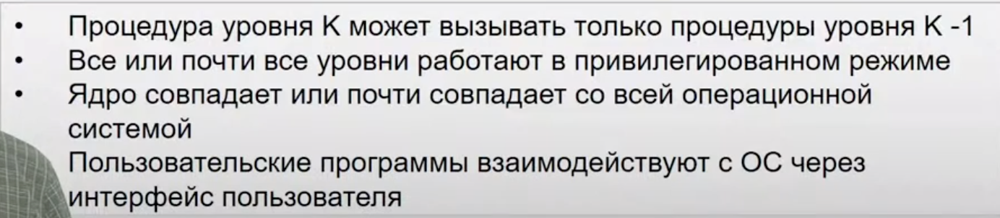 • Процедура уровня K может вызывать только процедуры уровня K -1
• Все или почти все уровни работают в привилегированном режиме
• Ядро совпадает или почти совпадает со всей операционной
системой
Пользовательские программы взаимодействуют с ОС через
интерфейс пользователя